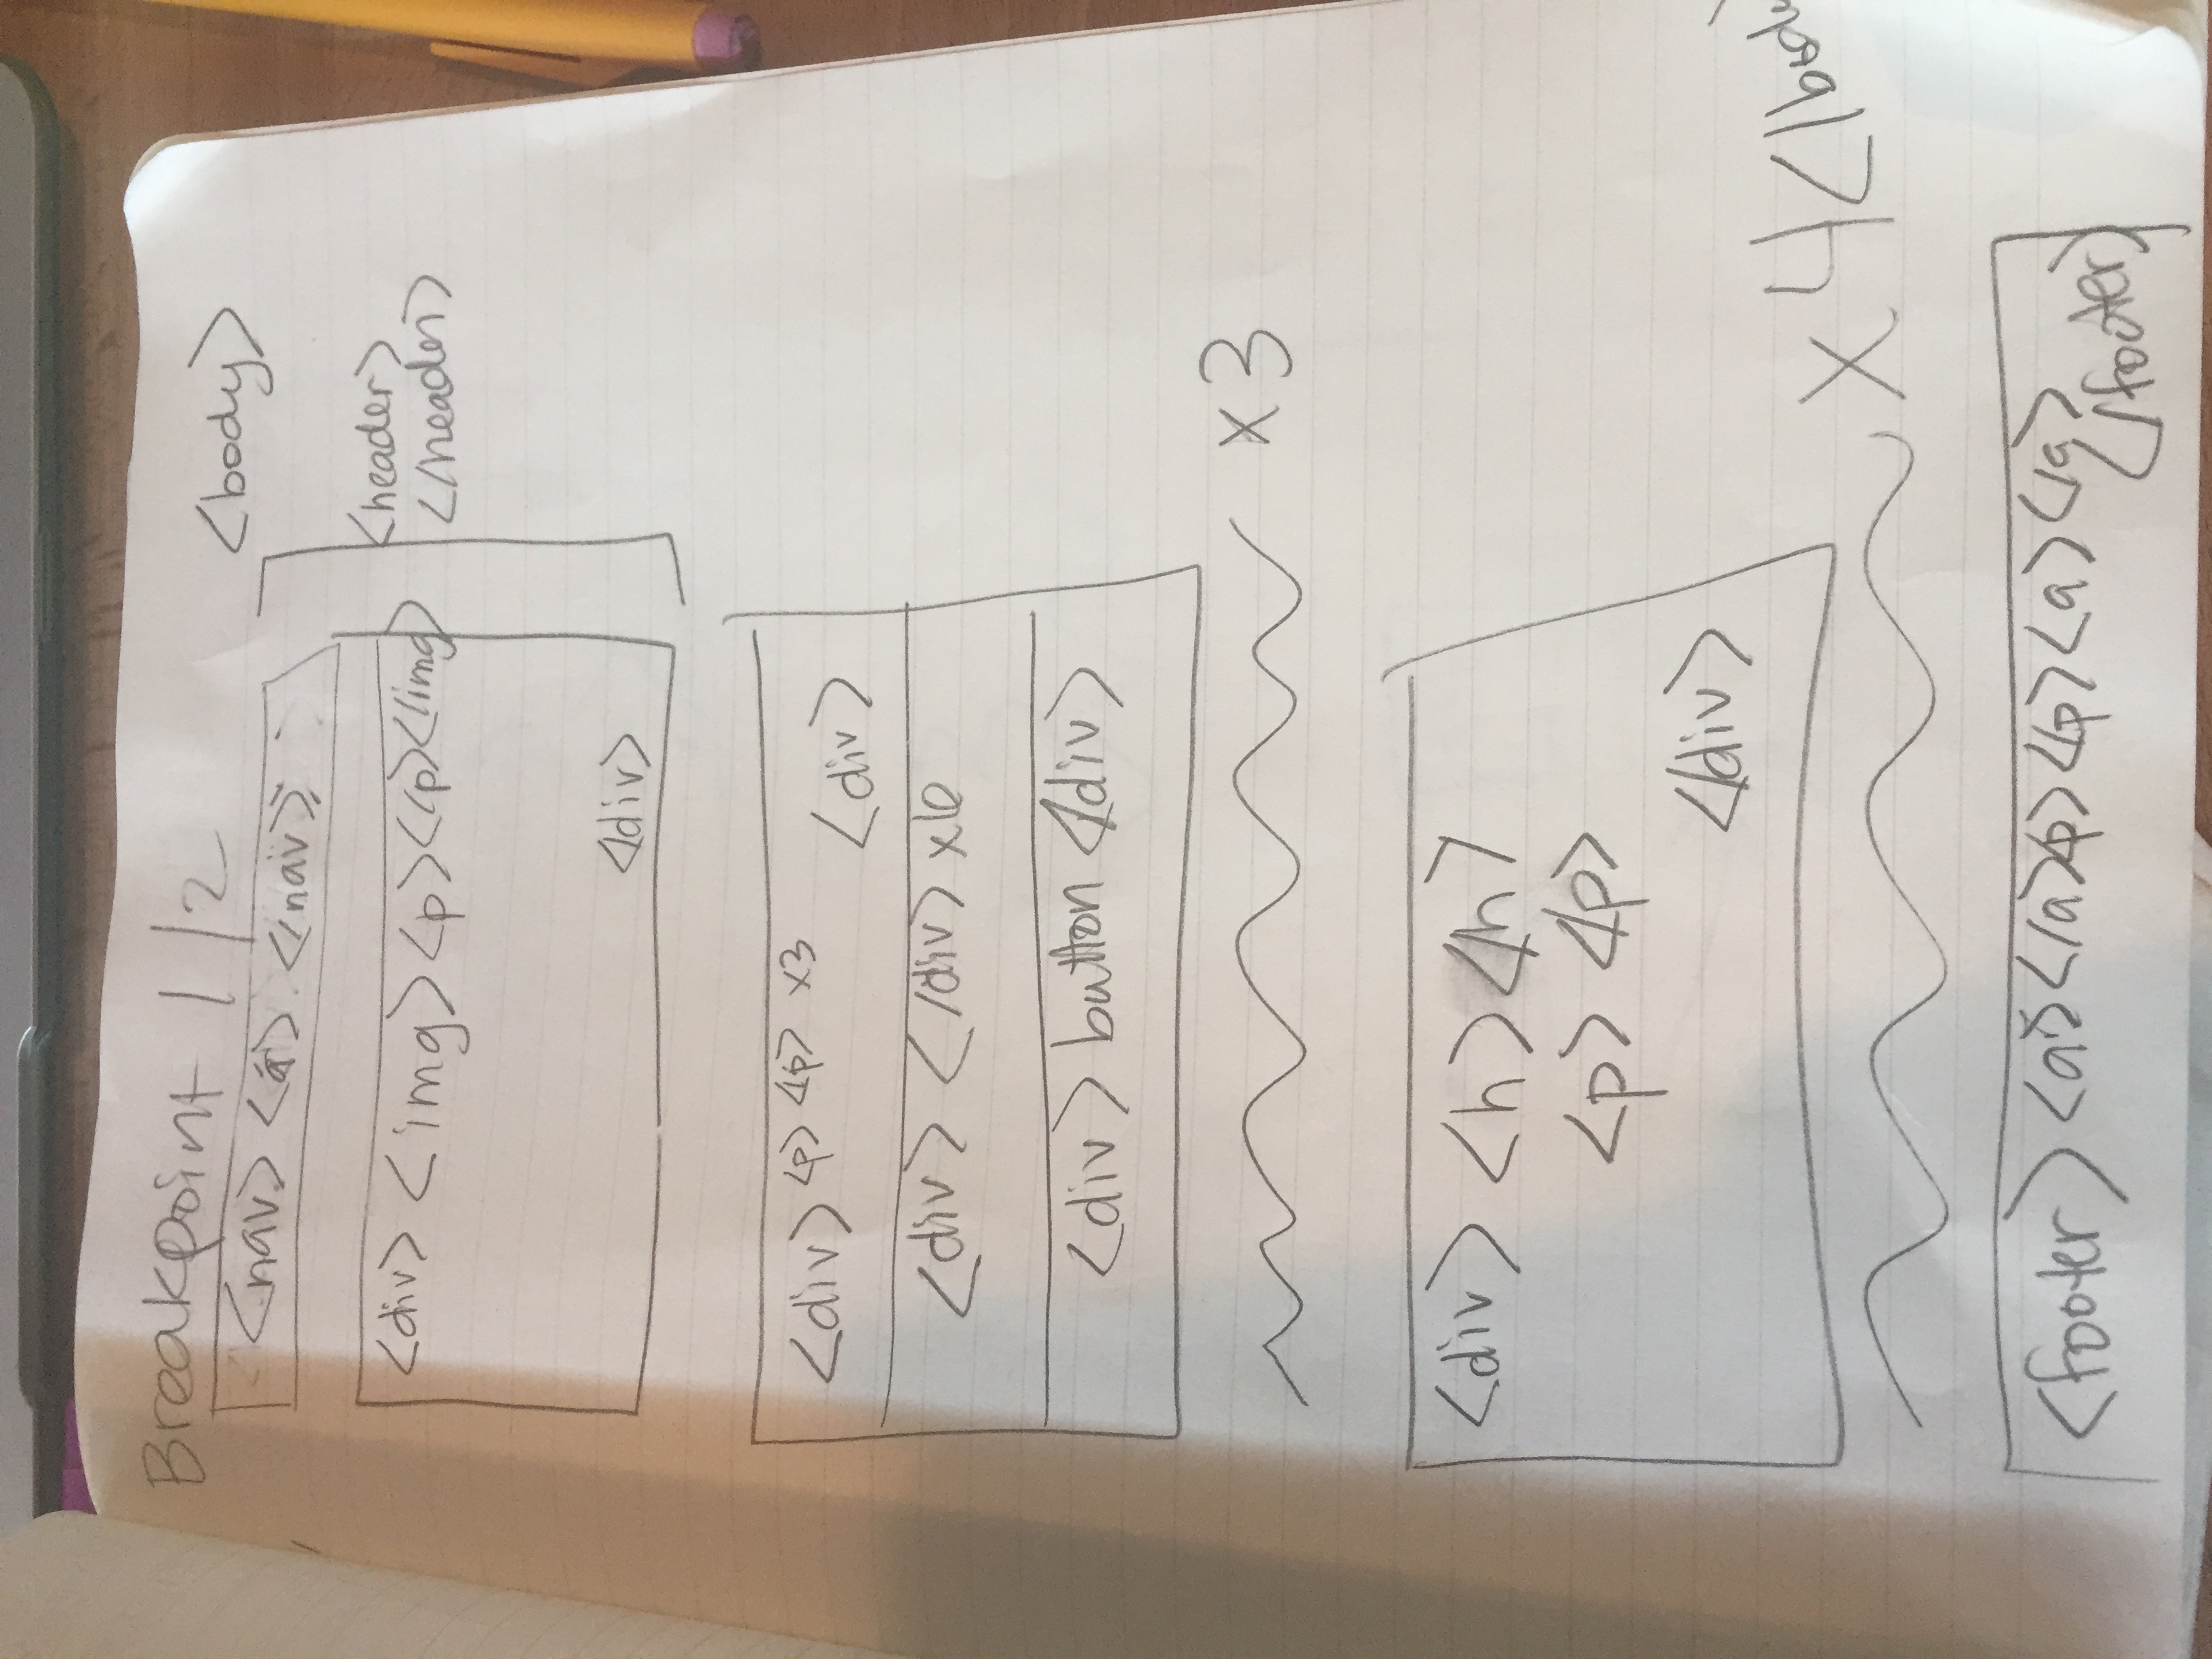 Breakpoint 1/2
<body>
<nav> <a> </nav>
<header>
</header>
<div> <img> <p> </p> </img>
</div>
<div> <p> </p> x3
<div>
<div> </div> x6
<div> button </div>
x3
<div> <h> </h>
<p> </p>
</div>
x4 </body
<footer> <a> </a> <p> </p> <a> </a>
</footer>